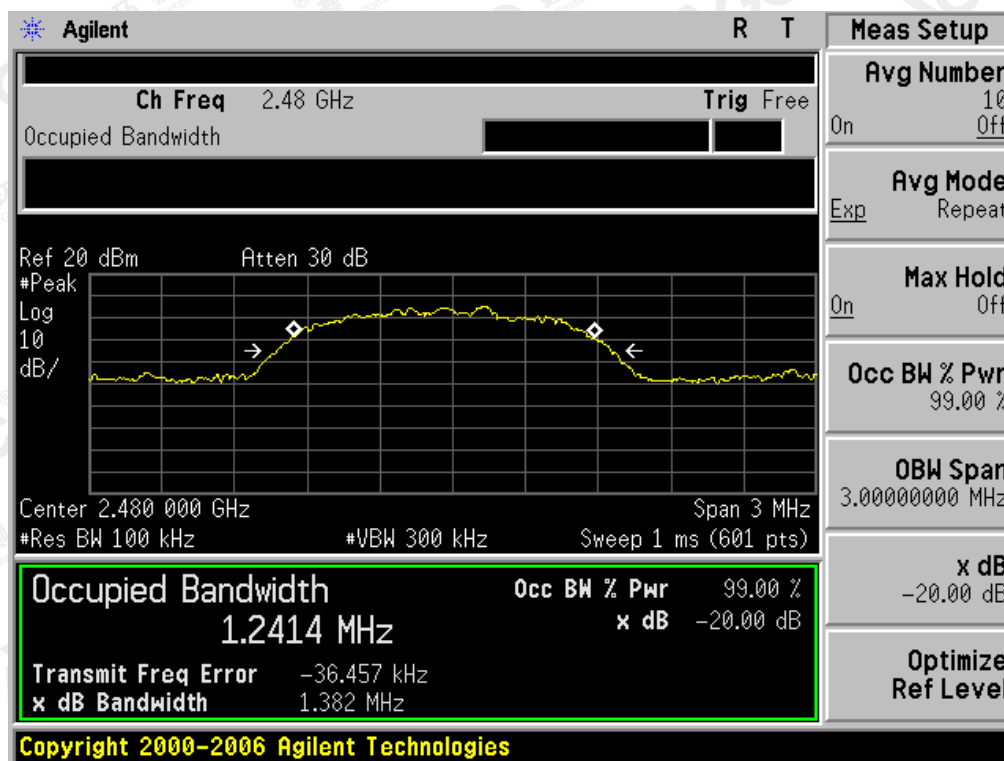 Agilent R T Meas Setup
Ch Freq 2.48 GHz Trig Free
Occupied Bandwidth
Avg Number
10
On Off
Avg Mode
Exp Repeat
Max Hold
On Off
Occ BW % Pwr
99.00 %
OBW Span
3.00000000 MHz
x dB
-20.00 dB
Optimize
Ref Level
Ref 20 dBm Atten 30 dB
#Peak
Log
10
dB/
Center 2.480 000 GHz Span 3 MHz
#Res BW 100 kHz #VBW 300 kHz Sweep 1 ms (601 pts)
Occupied Bandwidth Occ BW % Pwr 99.00 %
1.2414 MHz x dB -20.00 dB
Transmit Freq Error -36.457 kHz
x dB Bandwidth 1.382 MHz
Copyright 2000-2006 Agilent Technologies